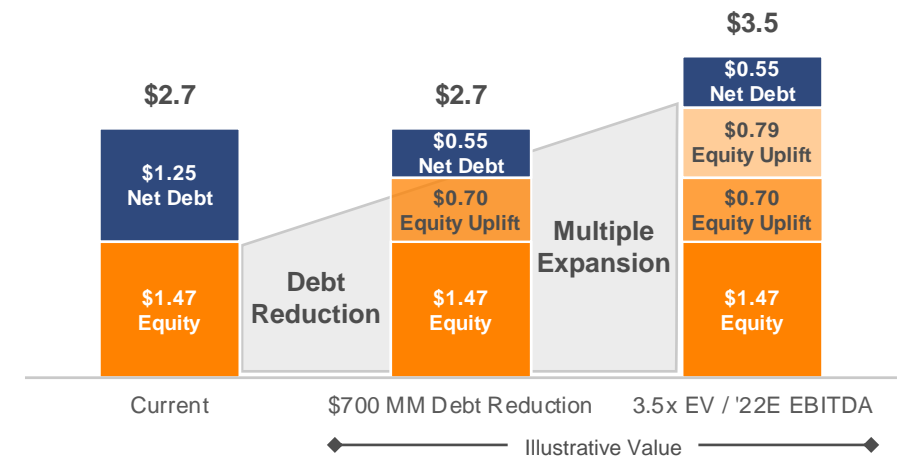 $3.5
$2.7
$2.7
$1.25
Net Debt
$1.47
Equity
Debt
Reduction
$0.55
Net Debt
$0.70
Equity Uplift
$1.47
Equity
Multiple
Expansion
$0.55
Net Debt
$0.79
Equity Uplift
$0.70
Equity Uplift
$1.47
Equity
Current
$700 MM Debt Reduction
3.5x EV / '22E EBITDA
Illustrative Value